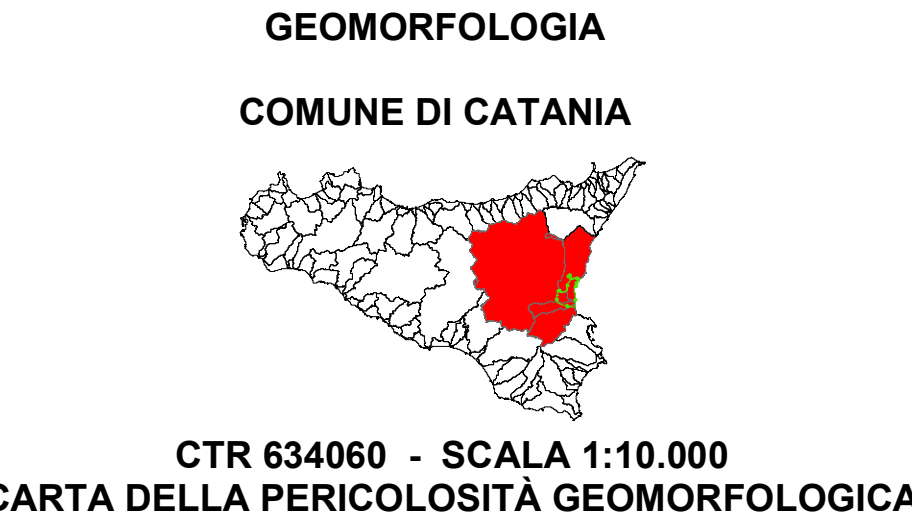 GEOMORFOLOGIA
COMUNE DI CATANIA
CTR 634060 - SCALA 1:10.000
CARTA DELLA PERICOLOSITÀ GEOMORFOLOGICA